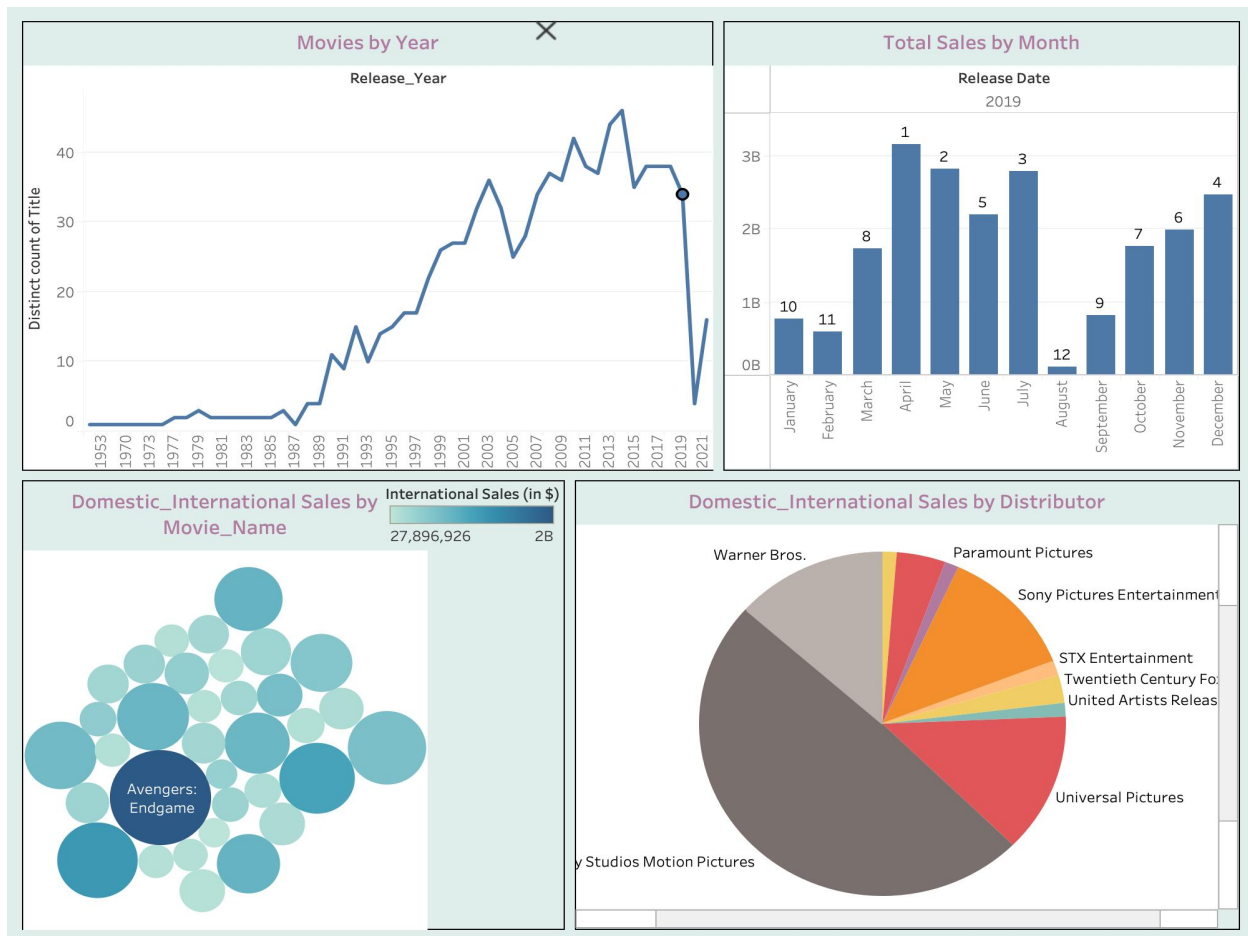 Movies by Year
Release_Year
Distinct count of Title
40
30
20
10
0
1953
1970
1973
1977
1979
1981
1983
1985
1987
1989
1991
1993
1995
1997
1999
2001
2003
2005
2007
2009
2011
2013
2015
2017
2019
2021
Total Sales by Month
Release Date
2019
3B
2B
1B
0B
10
11
8
1
2
5
3
12
9
7
6
4
January
February
March
April
May
June
July
August
September
October
November
December
Domestic_International Sales by
Movie_Name
International Sales (in $)
27,896,926 2B
Avengers:
Endgame
Domestic_International Sales by Distributor
Warner Bros.
Paramount Pictures
Sony Pictures Entertainment
STX Entertainment
Twentieth Century Fo
United Artists Releas
Universal Pictures
y Studios Motion Pictures